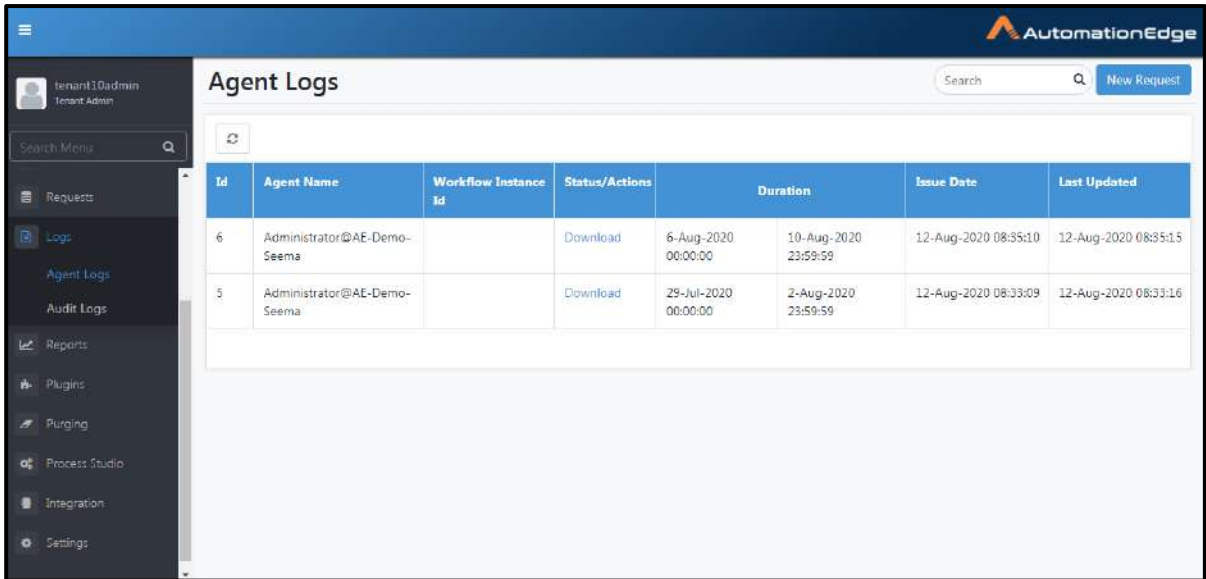 AutomationEdge
tenant10admin
Tenant Admin
Search Menu
Requests
Logs
Agent Logs
Audit Logs
Reports
Plugins
Purging
Process Studio
Integration
Settings
Agent Logs
Search
New Request
Id Agent Name Workflow Instance Status/Actions Duration Issue Date Last Updated
Id
6 Administrator@AE-Demo- Download 6-Aug-2020 10-Aug-2020 12-Aug-2020 08:35:10 12-Aug-2020 08:35:15
Seema 00:00:00 23:59:59
5 Administrator@AE-Demo- Download 29-Jul-2020 2-Aug-2020 12-Aug-2020 08:33:09 12-Aug-2020 08:33:16
Seema 00:00:00 23:59:59